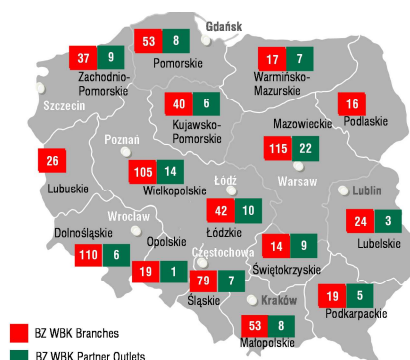 Gdańsk
53 8
Pomorskie
37 9
Zachodnio-
Pomorskie
17 7
Warmińsko-
Mazurskie
Szczecin
40 6
Kujawsko-
Pomorskie
16
Podlaskie
Mazowieckie
115 22
Warsaw
Poznań
26
Lubuskie
105 14
Wielkopolskie
Łódź
42 10
Łódzkie
Lublin
24 3
Lubelskie
Wrocław
Dolnośląskie
110 6
Opolskie
19 1
Częstochowa
79 7
Śląskie
14 9
Świętokrzyskie
Kraków
19 5
Podkarpackie
53 8
Małopolskie
BZ WBK Branches
BZ WBK Partner Outlets